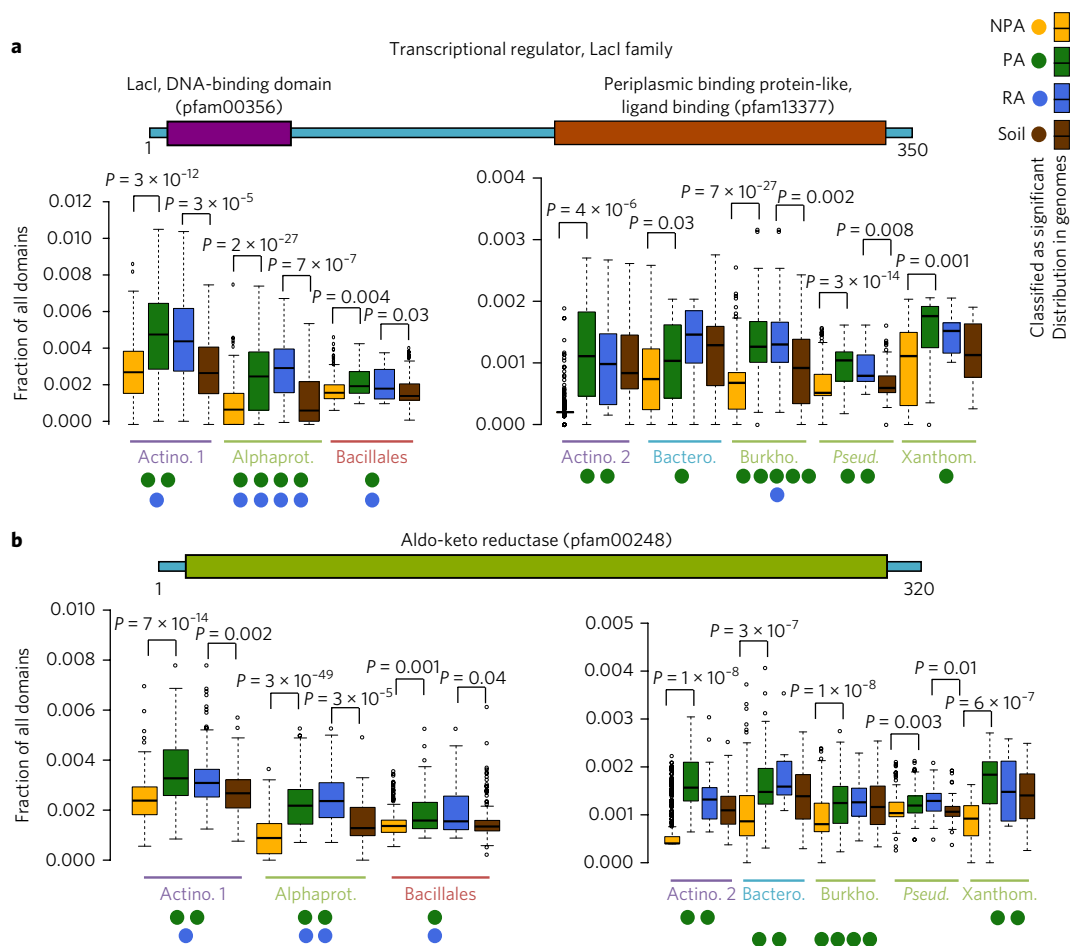 a
Transcriptional regulator, LacI family
LacI, DNA-binding domain
(pfam00356)
Periplasmic binding protein-like,
ligand binding (pfam13377)
1
350
NPA
PA
RA
Soil
Classified as significant
Distribution in genomes
Fraction of all domains
0.012
0.010
0.008
0.006
0.004
0.002
0.000
P = 3 × 10⁻¹²
P = 3 × 10⁻⁵
P = 2 × 10⁻²⁷
P = 7 × 10⁻⁷
P = 0.004
P = 0.03
Actino. 1
Alphaprot.
Bacillales
0.004
0.003
0.002
0.001
0.000
P = 4 × 10⁻⁶
P = 0.03
P = 7 × 10⁻²⁷
P = 0.002
P = 3 × 10⁻¹⁴
P = 0.008
P = 0.001
Actino. 2
Bactero.
Burkho.
Pseud.
Xanthom.
b
Aldo-keto reductase (pfam00248)
1
320
Fraction of all domains
0.010
0.008
0.006
0.004
0.002
0.000
P = 7 × 10⁻¹⁴
P = 0.002
P = 3 × 10⁻⁴⁹
P = 3 × 10⁻⁵
P = 0.001
P = 0.04
Actino. 1
Alphaprot.
Bacillales
0.005
0.004
0.003
0.002
0.001
0.000
P = 1 × 10⁻⁸
P = 3 × 10⁻⁷
P = 1 × 10⁻⁸
P = 0.003
P = 0.01
P = 6 × 10⁻⁷
Actino. 2
Bactero.
Burkho.
Pseud.
Xanthom.